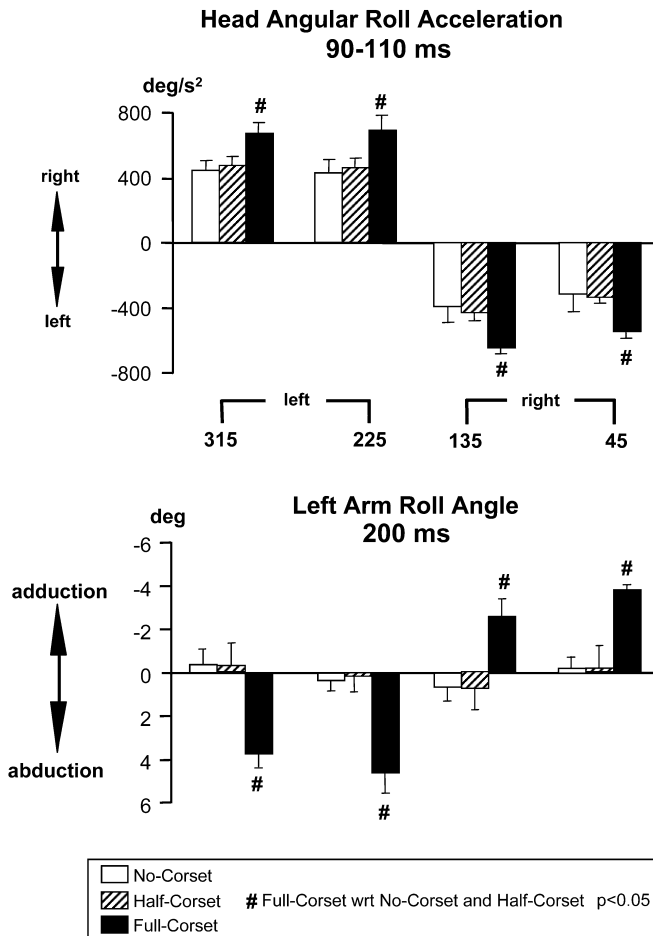 Head Angular Roll Acceleration
90-110 ms
deg/s²
800
400
0
-400
-800
right
left
# # # #
left right
315 225 135 45
Left Arm Roll Angle
200 ms
deg
-6
-4
-2
0
2
4
6
adduction
abduction
# # # #
No-Corset
Half-Corset # Full-Corset wrt No-Corset and Half-Corset p<0.05
Full-Corset